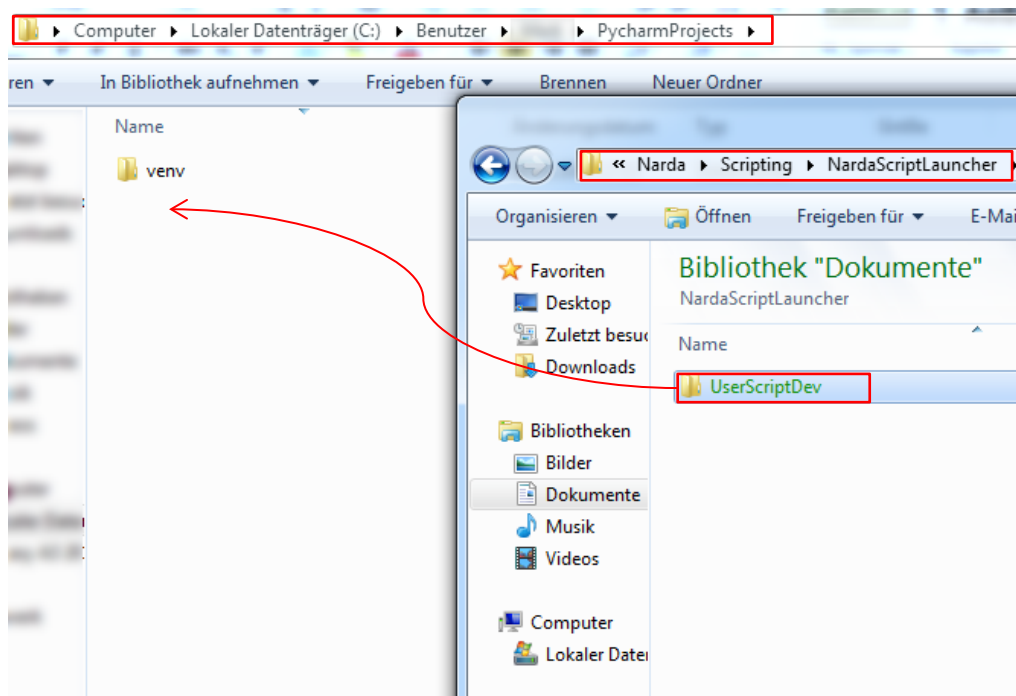 Computer ▸ Lokaler Datenträger (C:) ▸ Benutzer ▸ ▸ PycharmProjects ▸
ren ▾ In Bibliothek aufnehmen ▾ Freigeben für ▾ Brennen Neuer Ordner
Name
venv
« Narda ▸ Scripting ▸ NardaScriptLauncher
Organisieren ▾ Öffnen Freigeben für ▾ E-Mai
Favoriten
Desktop
Zuletzt besu
Downloads
Bibliotheken
Bilder
Dokumente
Musik
Videos
Computer
Lokaler Date
Bibliothek "Dokumente"
NardaScriptLauncher
Name
UserScriptDev